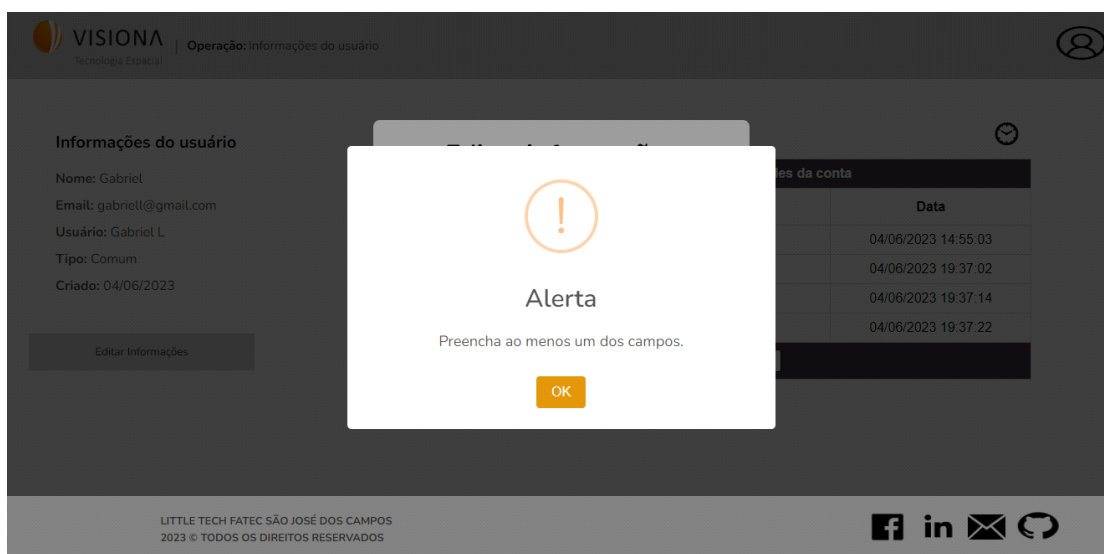 VISIONA
Tecnologia Espacial
Operação: Informações do usuário
Informações do usuário
Nome: Gabriel
Email: gabriell@gmail.com
Usuário: Gabriel L
Tipo: Comum
Criado: 04/06/2023
Editar Informações
Alerta
Preencha ao menos um dos campos.
OK
da conta
Data
04/06/2023 14:55:03
04/06/2023 19:37:02
04/06/2023 19:37:14
04/06/2023 19:37:22
LITTLE TECH FATEC SÃO JOSÉ DOS CAMPOS
2023 © TODOS OS DIREITOS RESERVADOS